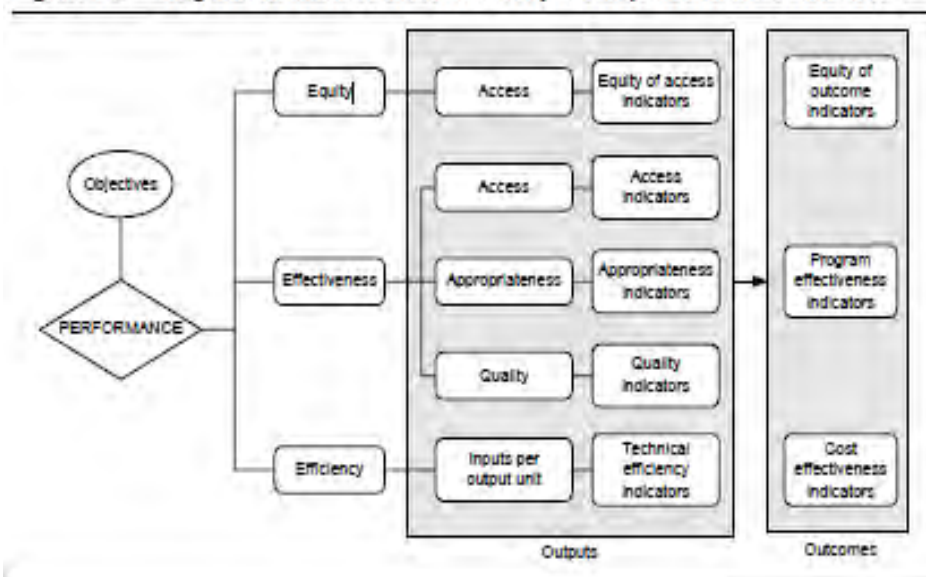 Equity
Access
Equity of access
indicators
Equity of
outcome
indicators
Objectives
Access
Access
indicators
PERFORMANCE
Effectiveness
Appropriateness
Appropriateness
indicators
Program
effectiveness
indicators
Quality
Quality
indicators
Efficiency
Inputs per
output unit
Technical
efficiency
indicators
Cost
effectiveness
indicators
Outputs
Outcomes